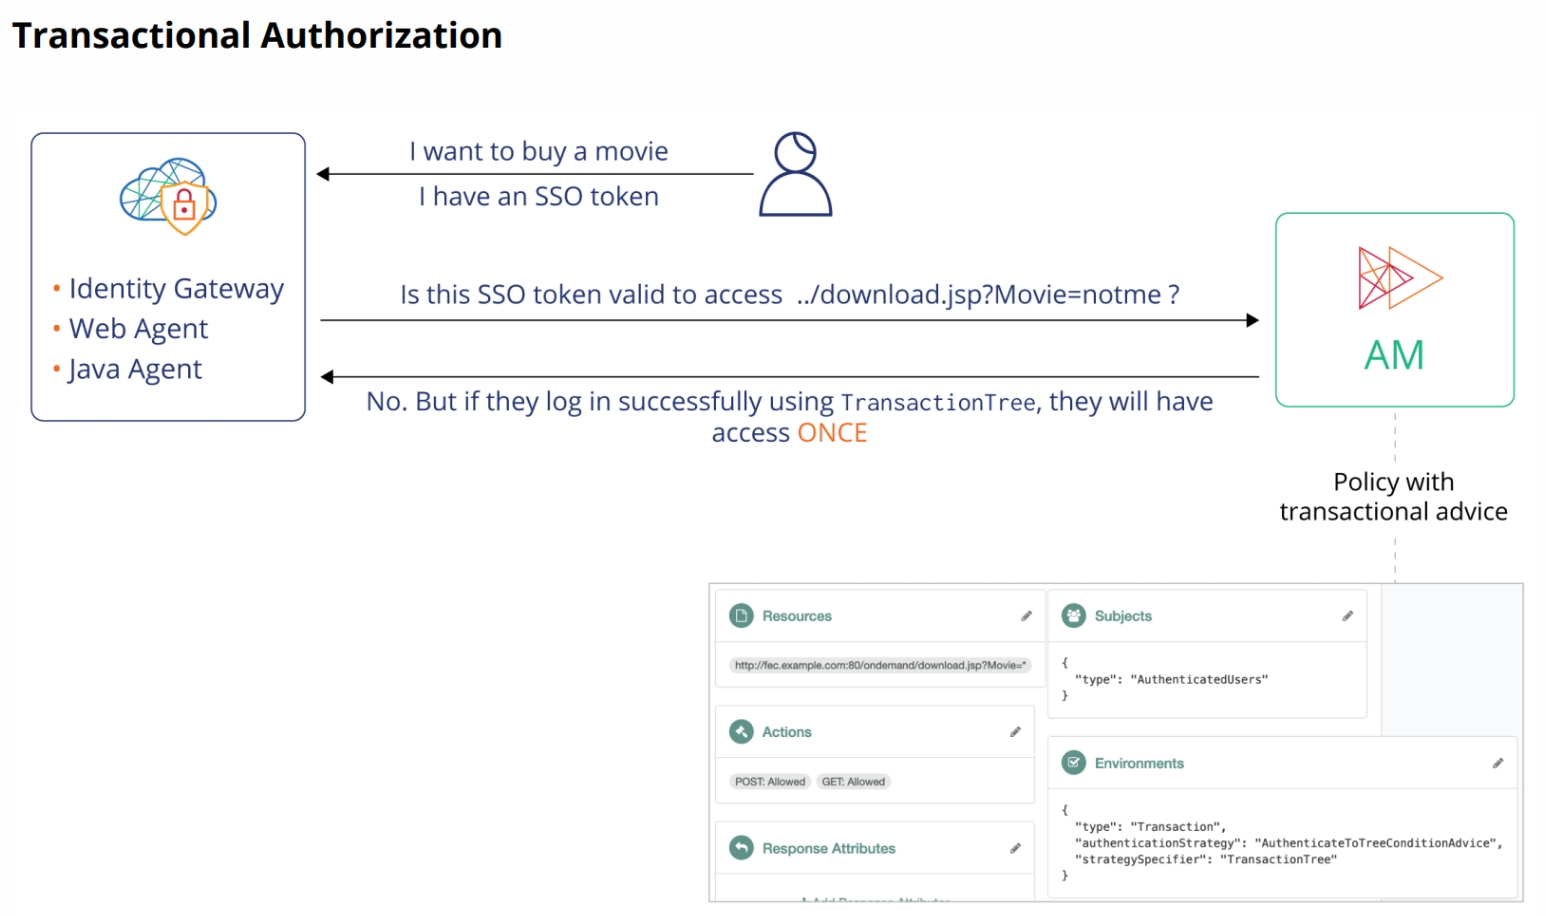 Transactional Authorization
I want to buy a movie
I have an SSO token
• Identity Gateway
• Web Agent
• Java Agent
Is this SSO token valid to access ../download.jsp?Movie=notme ?
No. But if they log in successfully using TransactionTree, they will have
access ONCE
AM
Policy with
transactional advice
Resources
http://fec.example.com:80/ondemand/download.jsp?Movie=*
Actions
POST: Allowed GET: Allowed
Response Attributes
Add Response Attributes
Subjects
{
"type": "AuthenticatedUsers"
}
Environments
{
"type": "Transaction",
"authenticationStrategy": "AuthenticateToTreeConditionAdvice",
"strategySpecifier": "TransactionTree"
}